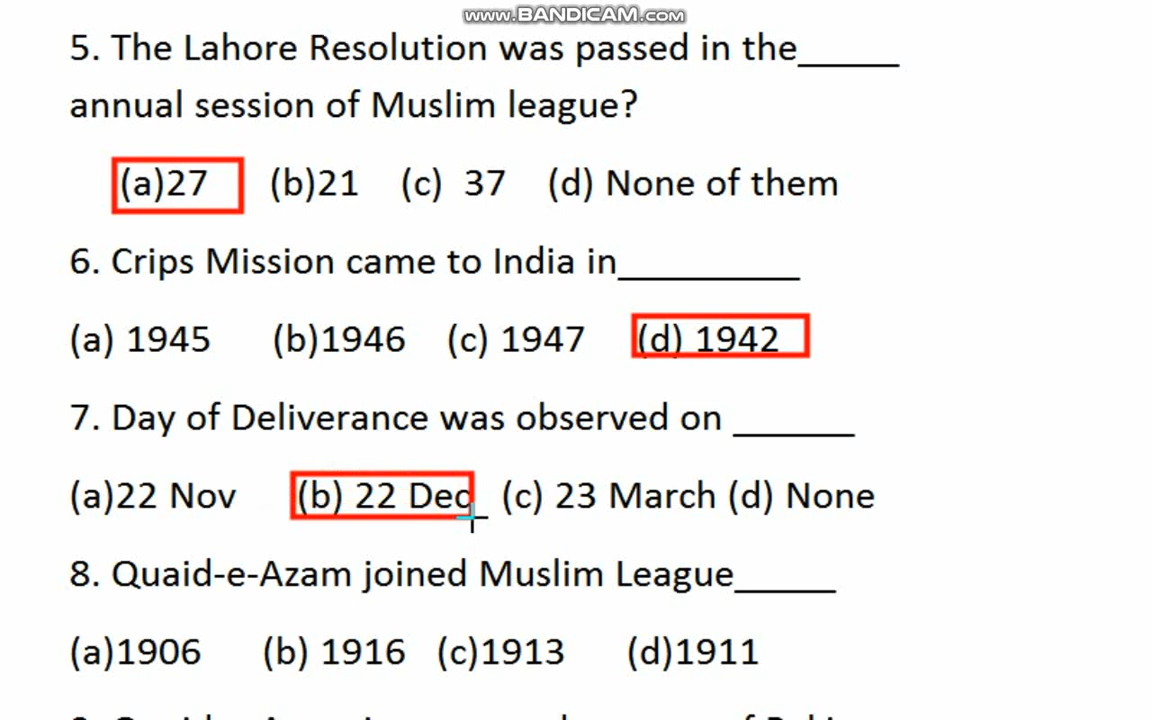 www.BANDICAM.com
5. The Lahore Resolution was passed in the_____
annual session of Muslim league?
(a)27 (b)21 (c) 37 (d) None of them
6. Crips Mission came to India in_________
(a) 1945 (b)1946 (c) 1947 (d) 1942
7. Day of Deliverance was observed on ______
(a)22 Nov (b) 22 Dec (c) 23 March (d) None
8. Quaid-e-Azam joined Muslim League_____
(a)1906 (b) 1916 (c)1913 (d)1911